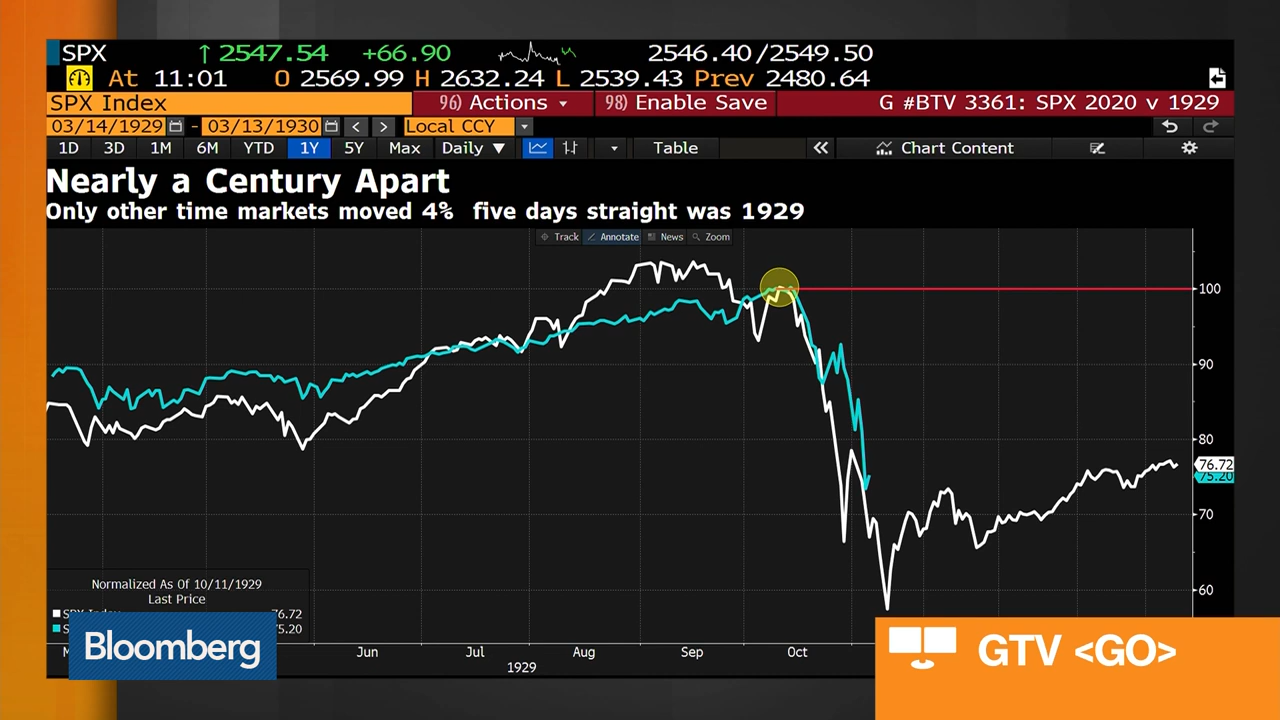 SPX ↑ 2547.54 +66.90 2546.40/2549.50
At 11:01 O 2569.99 H 2632.24 L 2539.43 Prev 2480.64
SPX Index 96) Actions 98) Enable Save G #BTV 3361: SPX 2020 v 1929
03/14/1929 - 03/13/1930 < > Local CCY
1D 3D 1M 6M YTD 1Y 5Y Max Daily ▼ Table « Chart Content
Nearly a Century Apart
Only other time markets moved 4% five days straight was 1929
Track Annotate News Zoom
100
90
80
76.72
75.20
70
60
Normalized As Of 10/11/1929
Last Price
SPX Index 76.72
75.20
Jun Jul Aug Sep Oct
1929
Bloomberg
GTV <GO>